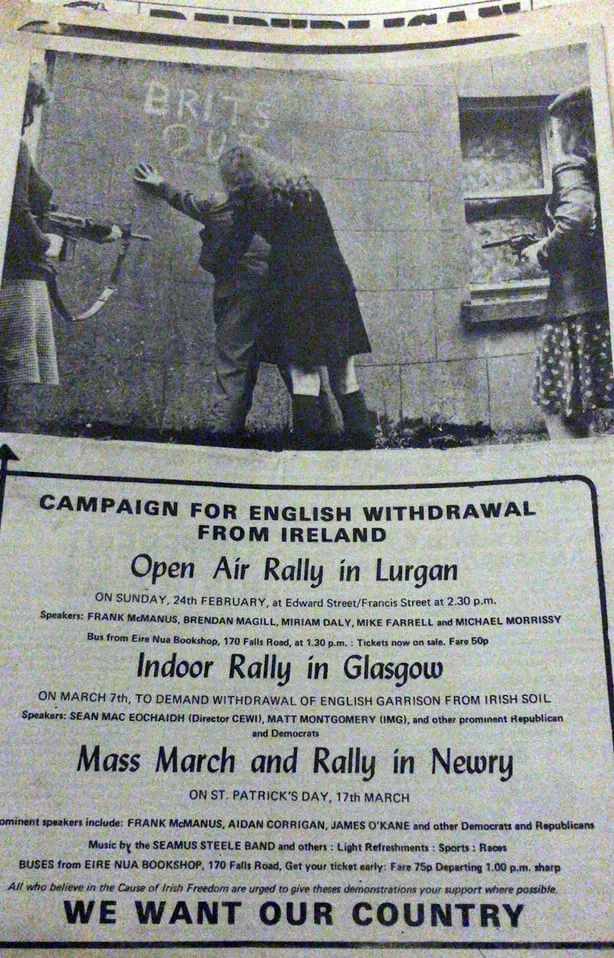 REPUBLICAN
BRITS
OUT
CAMPAIGN FOR ENGLISH WITHDRAWAL
FROM IRELAND
Open Air Rally in Lurgan
ON SUNDAY, 24th FEBRUARY, at Edward Street/Francis Street at 2.30 p.m.
Speakers: FRANK McMANUS, BRENDAN MAGILL, MIRIAM DALY, MIKE FARRELL and MICHAEL MORRISSY
Bus from Eire Nua Bookshop, 170 Falls Road, at 1.30 p.m. : Tickets now on sale. Fare 50p
Indoor Rally in Glasgow
ON MARCH 7th, TO DEMAND WITHDRAWAL OF ENGLISH GARRISON FROM IRISH SOIL
Speakers: SEAN MAC EOCHAIDH (Director CEWI), MATT MONTGOMERY (IMG), and other prominent Republican
and Democrats
Mass March and Rally in Newry
ON ST. PATRICK'S DAY, 17th MARCH
ominent speakers include: FRANK McMANUS, AIDAN CORRIGAN, JAMES O'KANE and other Democrats and Republicans
Music by the SEAMUS STEELE BAND and others : Light Refreshments : Sports : Races
BUSES from EIRE NUA BOOKSHOP, 170 Falls Road, Get your ticket early: Fare 75p Departing 1.00 p.m. sharp
All who believe in the Cause of Irish Freedom are urged to give theses demonstrations your support where possible.
WE WANT OUR COUNTRY